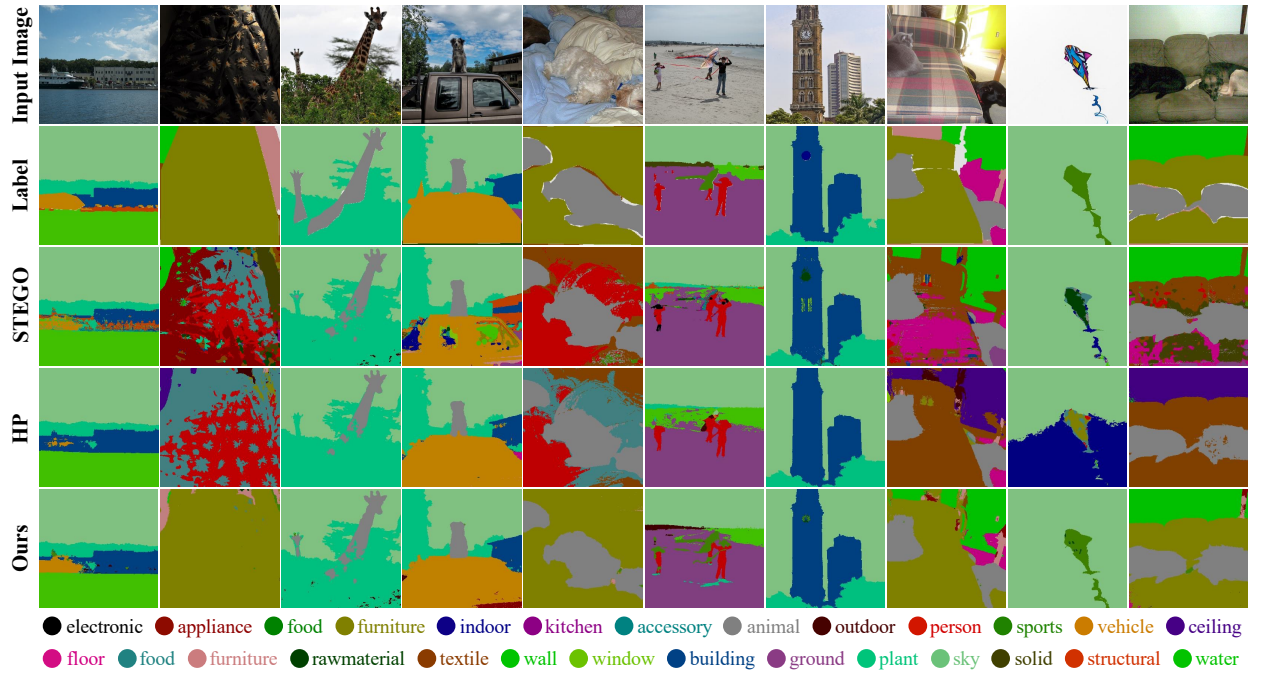 Input Image
Label
STEGO
HP
Ours
electronic appliance food furniture indoor kitchen accessory animal outdoor person sports vehicle ceiling
floor food furniture rawmaterial textile wall window building ground plant sky solid structural water